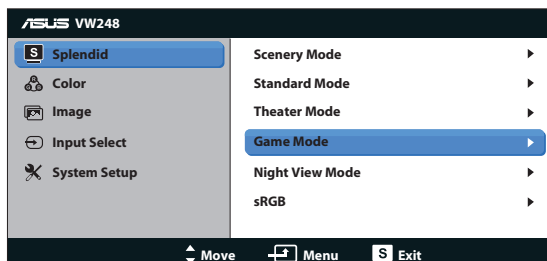 ASUS VW248
S Splendid
Color
Image
Input Select
System Setup
Scenery Mode
Standard Mode
Theater Mode
Game Mode
Night View Mode
sRGB
Move Menu S Exit